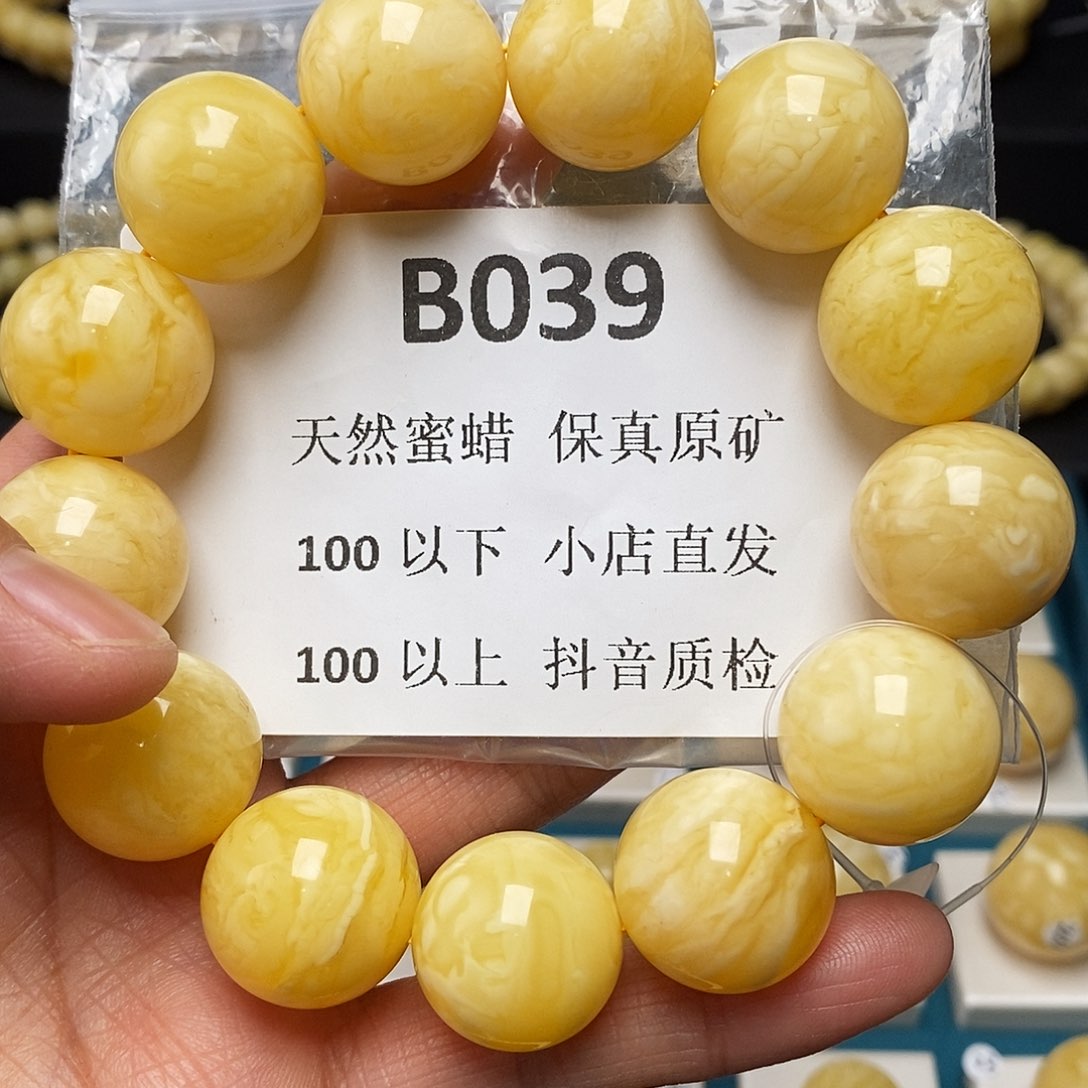 B039
天然蜜蜡 保真原矿
100 以下 小店直发
100 以上 抖音质检